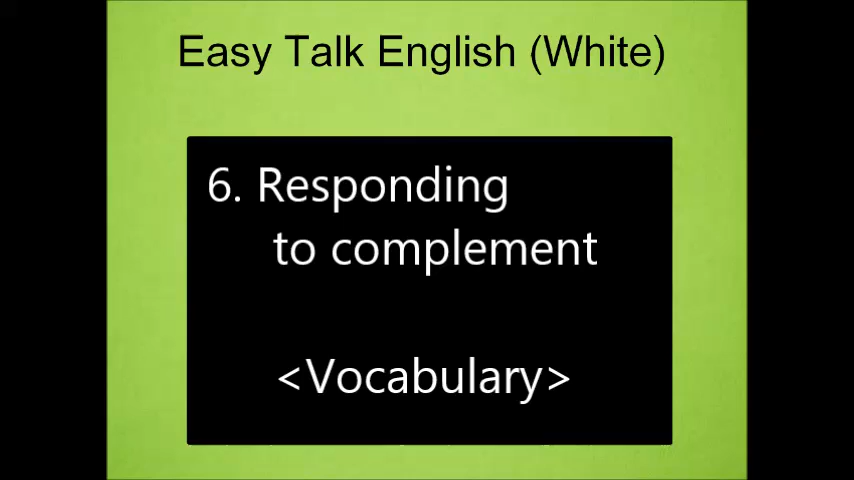 Easy Talk English (White)
6. Responding
to complement
<Vocabulary>